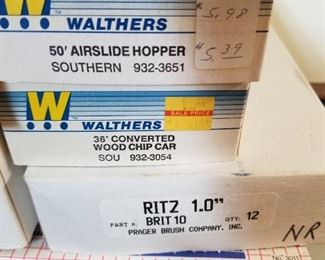 $5.98
$5.39
W
WALTHERS
50' AIRSLIDE HOPPER
SOUTHERN 932-3651
W
SALE PRICE
WALTHERS
36' CONVERTED
WOOD CHIP CAR
SOU 932-3054
RITZ 1.0"
PART #: BRIT 10 QTY: 12
PRAGER BRUSH COMPANY, INC.
NR